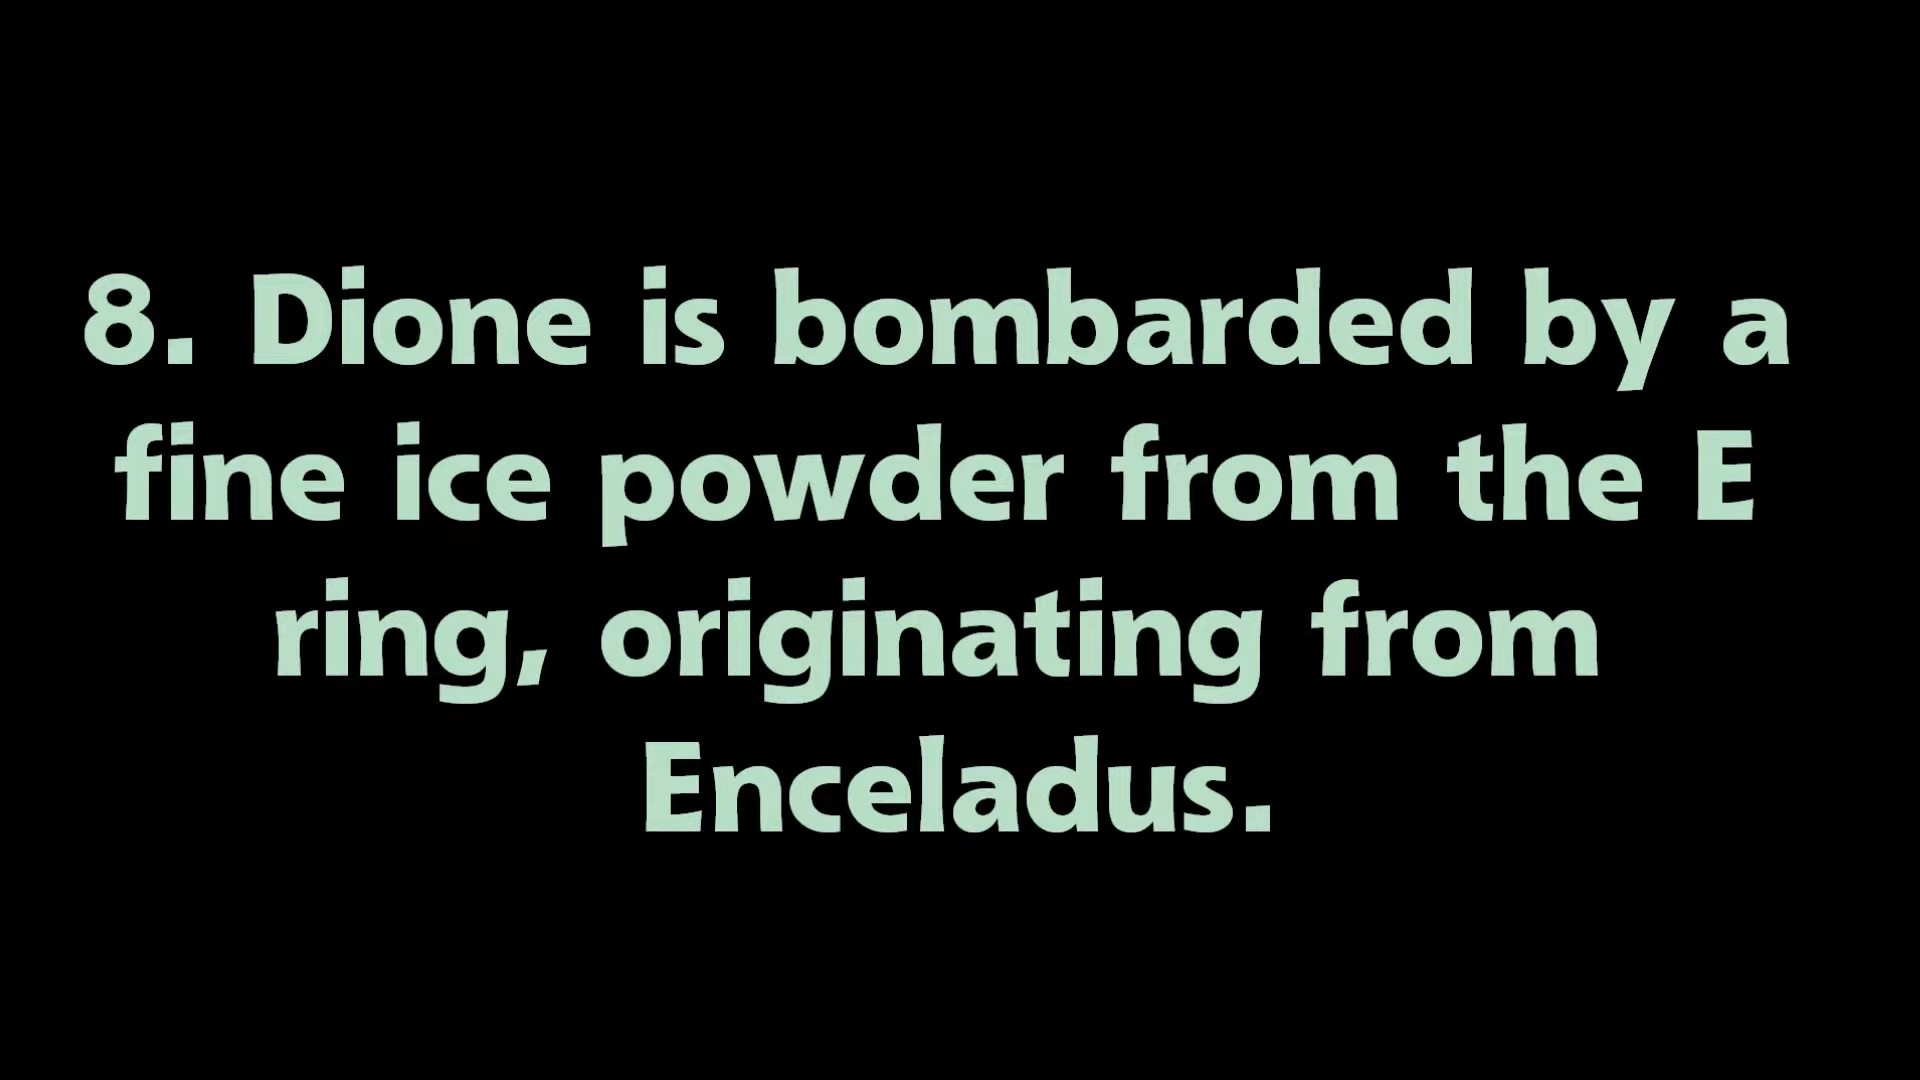 8. Dione is bombarded by a
fine ice powder from the E
ring, originating from
Enceladus.